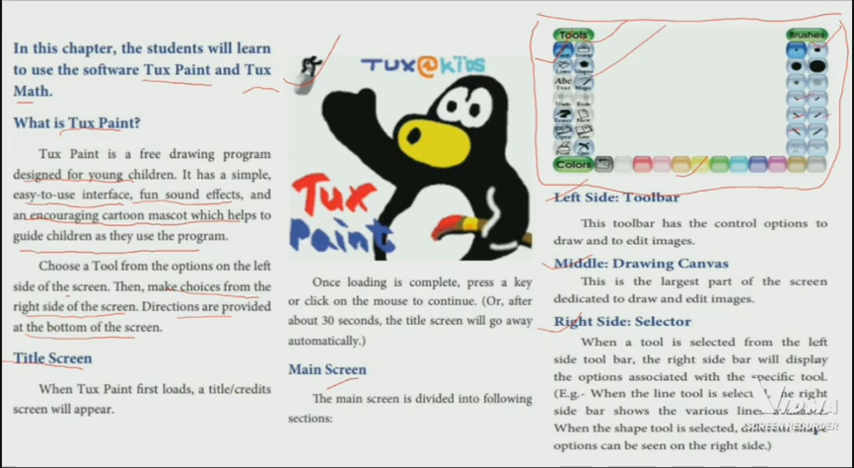 In this chapter, the students will learn
to use the software Tux Paint and Tux
Math.
What is Tux Paint?
Tux Paint is a free drawing program
designed for young children. It has a simple,
easy-to-use interface, fun sound effects, and
an encouraging cartoon mascot which helps to
guide children as they use the program.
Choose a Tool from the options on the left
side of the screen. Then, make choices from the
right side of the screen. Directions are provided
at the bottom of the screen.
Title Screen
When Tux Paint first loads, a title/credits
screen will appear.
TUX@KIDS
Tux
Paint
Once loading is complete, press a key
or click on the mouse to continue. (Or, after
about 30 seconds, the title screen will go away
automatically.)
Main Screen
The main screen is divided into following
sections:
Tools
Brushes
Abc
Text
Undo
Colors
Left Side: Toolbar
This toolbar has the control options to
draw and to edit images.
Middle: Drawing Canvas
This is the largest part of the screen
dedicated to draw and edit images.
Right Side: Selector
When a tool is selected from the left
side tool bar, the right side bar will display
the options associated with the specific tool.
(E.g.- When the line tool is the right
side bar shows the various
When the shape tool is selected,
options can be seen on the right side.)
SCREEN RECORDER